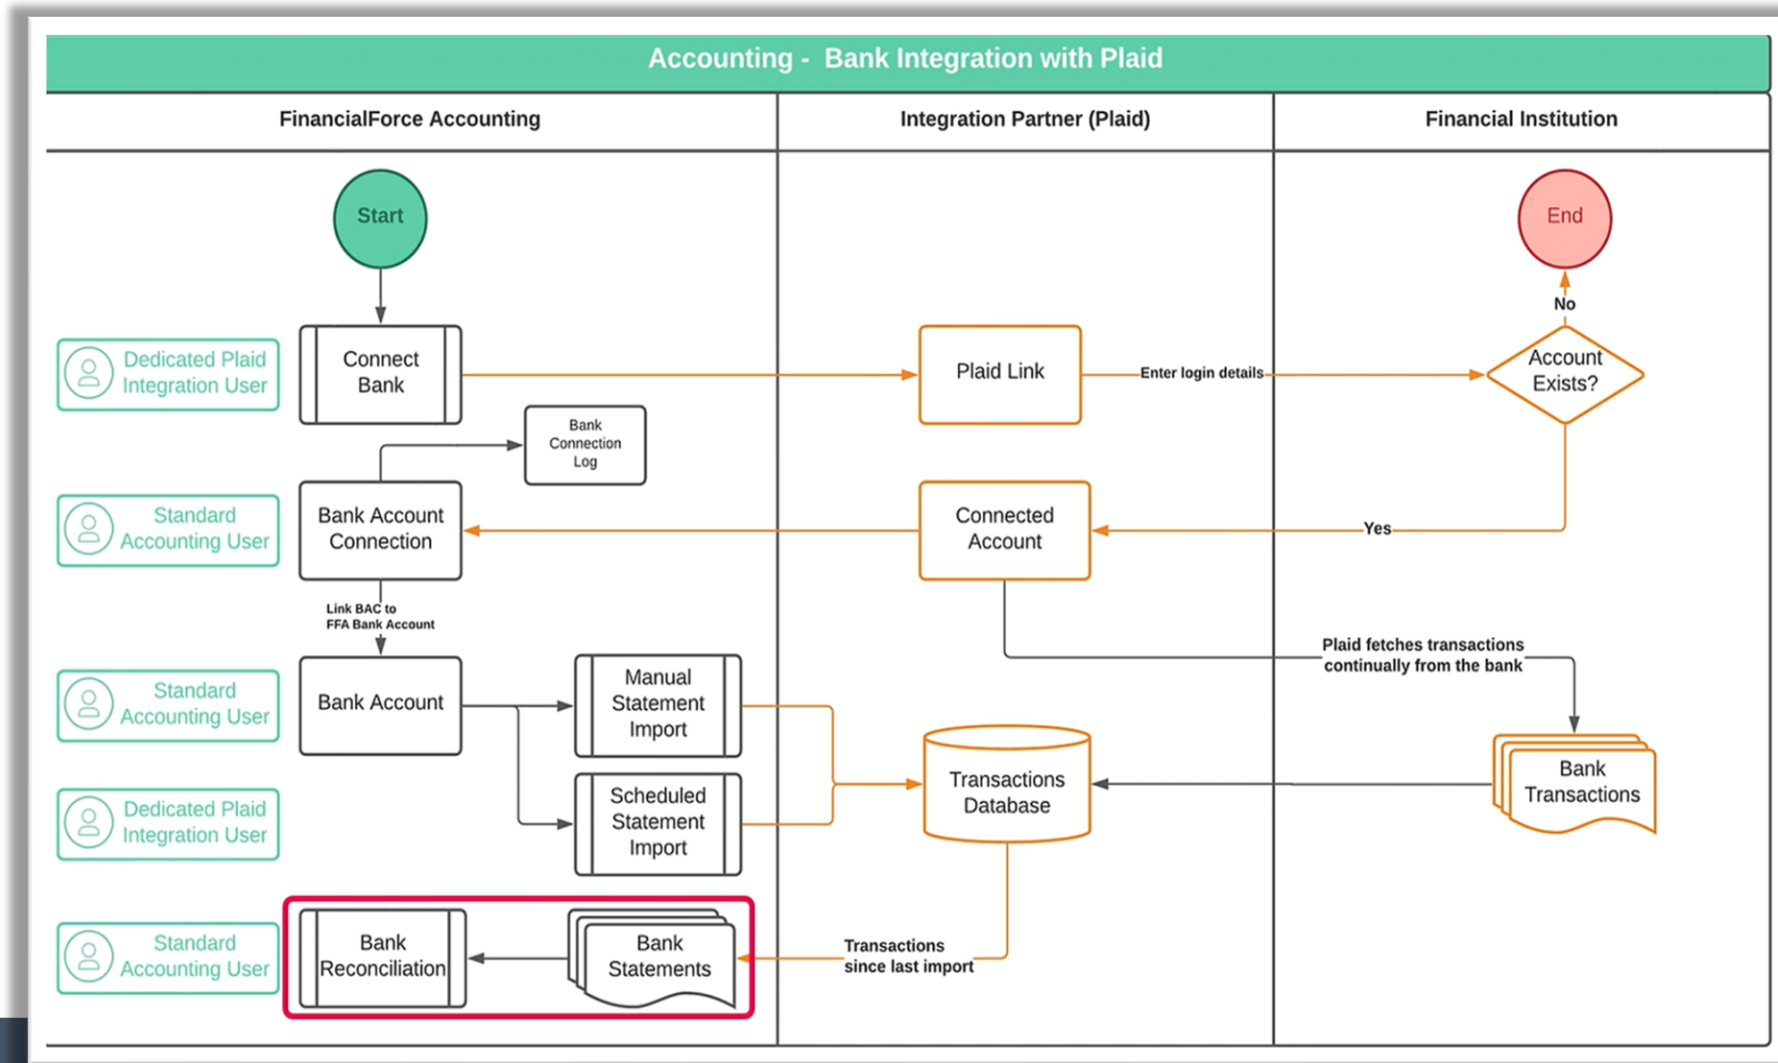 Accounting -  Bank Integration with Plaid
FinancialForce Accounting
Integration Partner (Plaid)
Financial Institution
Start
End
No
Dedicated Plaid
Integration User
Connect
Bank
Plaid Link
Enter login details
Account
Exists?
Bank
Connection
Log
Standard
Accounting User
Bank Account
Connection
Connected
Account
Yes
Link BAC to
FFA Bank Account
Plaid fetches transactions
continually from the bank
Standard
Accounting User
Bank Account
Manual
Statement
Import
Dedicated Plaid
Integration User
Scheduled
Statement
Import
Transactions
Database
Bank
Transactions
Standard
Accounting User
Bank
Reconciliation
Bank
Statements
Transactions
since last import